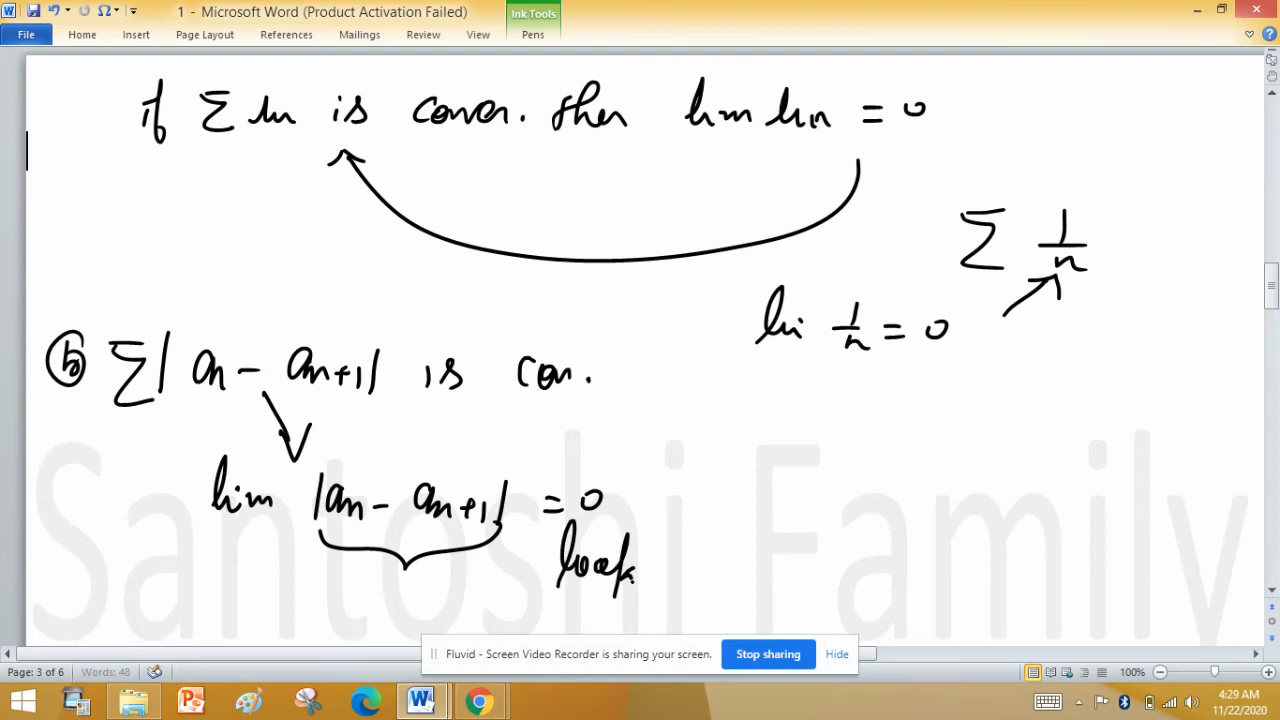 1 - Microsoft Word (Product Activation Failed)
Ink Tools
File Home Insert Page Layout References Mailings Review View Pens
if Σ un is conver. then lim un = 0
Σ 1/n
lim 1/n = 0
(b) Σ|an - an+1| is con.
lim |an - an+1| = 0
look
Santoshi Family
Fluvid - Screen Video Recorder is sharing your screen. Stop sharing Hide
Page: 3 of 6 Words: 48 100%
4:29 AM
11/22/2020